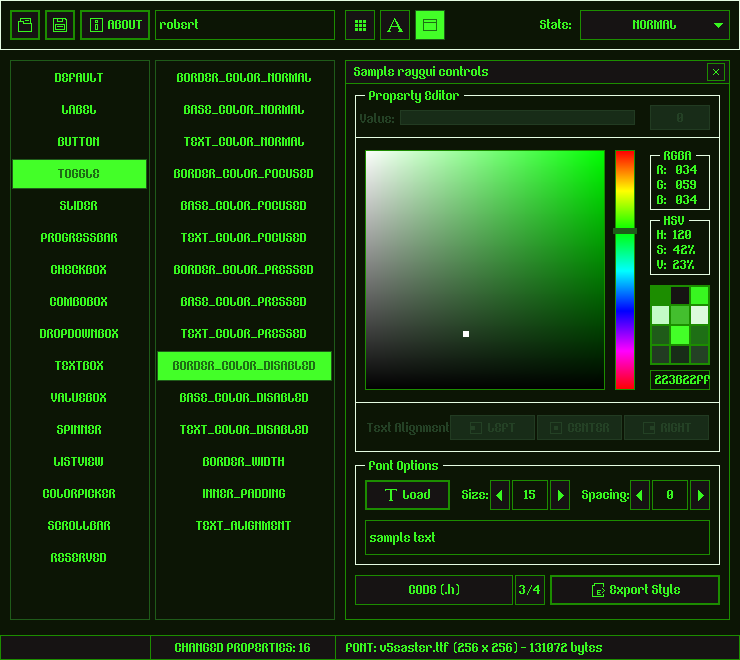 ABOUT
robert
State:
NORMAL
DEFAULT
LABEL
BUTTON
TOGGLE
SLIDER
PROGRESSBAR
CHECKBOX
COMBOBOX
DROPDOWNBOX
TEXTBOX
VALUEBOX
SPINNER
LISTVIEW
COLORPICKER
SCROLLBAR
RESERVED
BORDER_COLOR_NORMAL
BASE_COLOR_NORMAL
TEXT_COLOR_NORMAL
BORDER_COLOR_FOCUSED
BASE_COLOR_FOCUSED
TEXT_COLOR_FOCUSED
BORDER_COLOR_PRESSED
BASE_COLOR_PRESSED
TEXT_COLOR_PRESSED
BORDER_COLOR_DISABLED
BASE_COLOR_DISABLED
TEXT_COLOR_DISABLED
BORDER_WIDTH
INNER_PADDING
TEXT_ALIGNMENT
Sample raygui controls
Property Editor
Value:
0
RGBA
R: 034
G: 059
B: 034
HSV
H: 120
S: 42%
V: 23%
223B22FF
Text Alignment
LEFT
CENTER
RIGHT
Font Options
Load
Size:
15
Spacing:
0
sample text
CODE (.h)
3/4
Export Style
CHANGED PROPERTIES: 16
FONT: v5easter.ttf (256 x 256) - 131072 bytes